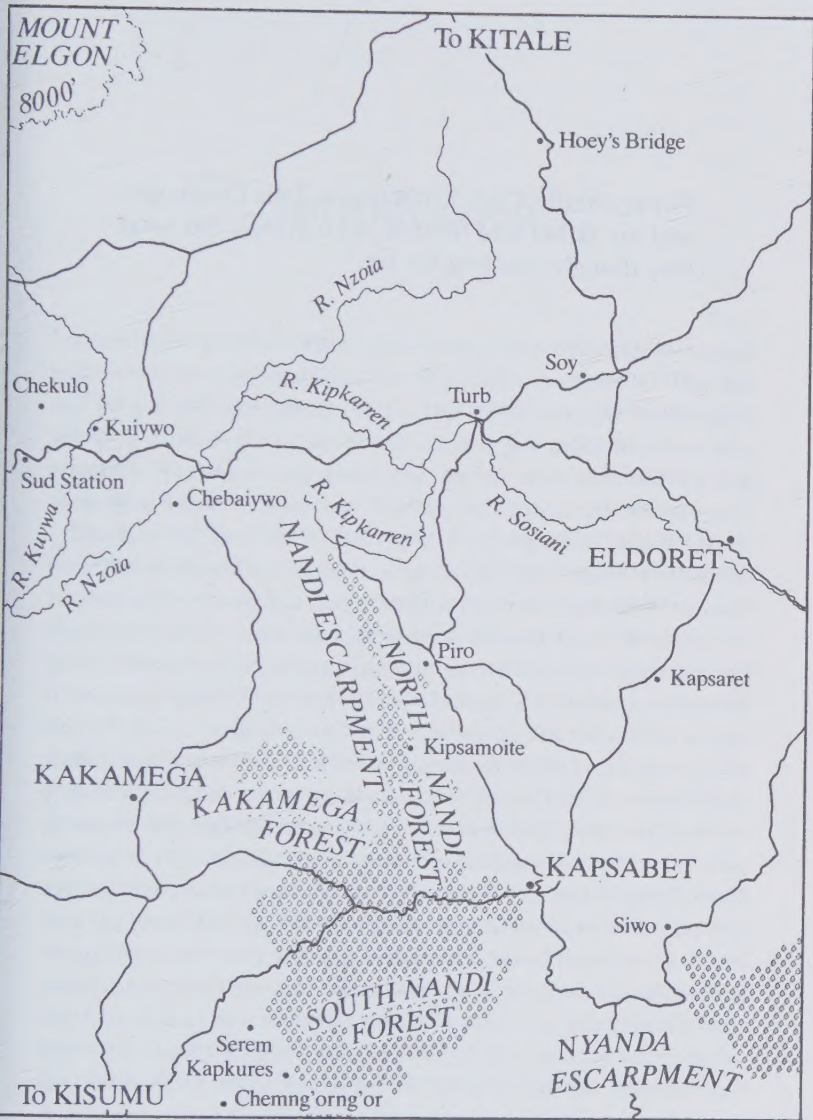 MOUNT
ELGON
8000'
To KITALE
Hoey's Bridge
R. Nzoia
Soy
R. Kipkarren
Turb
Chekulo
Kuiywo
Sud Station
Chebaiywo
R. Kuywa
R. Nzoia
R. Kipkarren
R. Sosiani
ELDORET
NANDI ESCARPMENT
Piro
NORTH
NANDI
FOREST
Kapsaret
Kipsamoite
KAKAMEGA
KAKAMEGA
FOREST
KAPSABET
Siwo
SOUTH NANDI
FOREST
Serem
Kapkures
Chemng'orng'or
NYANDA
ESCARPMENT
To KISUMU